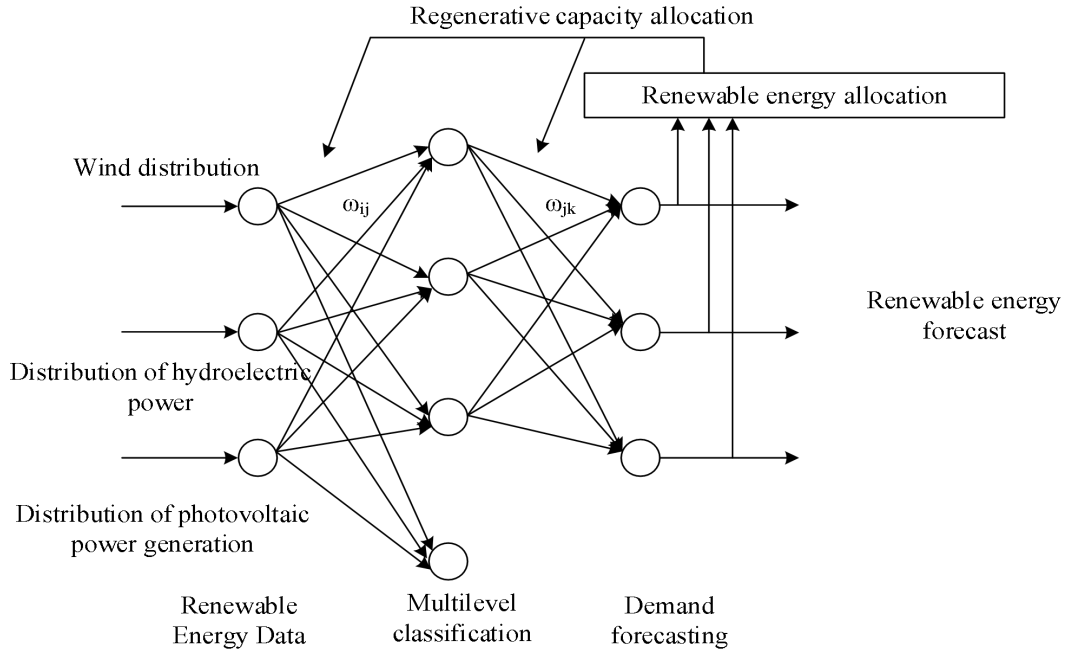 Regenerative capacity allocation
Renewable energy allocation
Wind distribution
ωij
ωjk
Renewable energy
forecast
Distribution of hydroelectric
power
Distribution of photovoltaic
power generation
Renewable
Energy Data
Multilevel
classification
Demand
forecasting